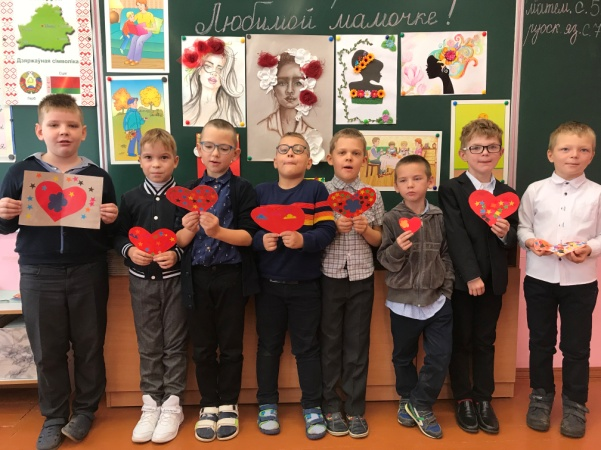 Любимой мамочке!
матем. с. 5
русск яз. с. 7
Дзяржаўная сімволіка